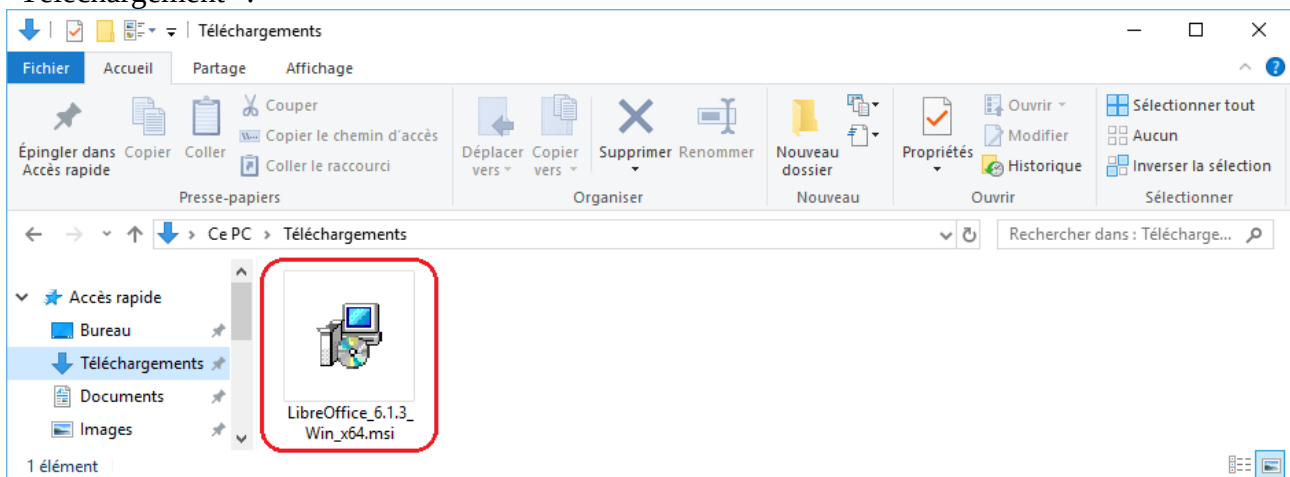 Téléchargement
Téléchargements
Fichier Accueil Partage Affichage
Épingler dans Accès rapide
Copier
Coller
Couper
Copier le chemin d'accès
Coller le raccourci
Presse-papiers
Déplacer vers
Copier vers
Supprimer
Renommer
Organiser
Nouveau dossier
Nouveau
Propriétés
Ouvrir
Modifier
Historique
Ouvrir
Sélectionner tout
Aucun
Inverser la sélection
Sélectionner
Ce PC > Téléchargements
Rechercher dans : Télécharge...
Accès rapide
Bureau
Téléchargements
Documents
Images
LibreOffice_6.1.3_
Win_x64.msi
1 élément